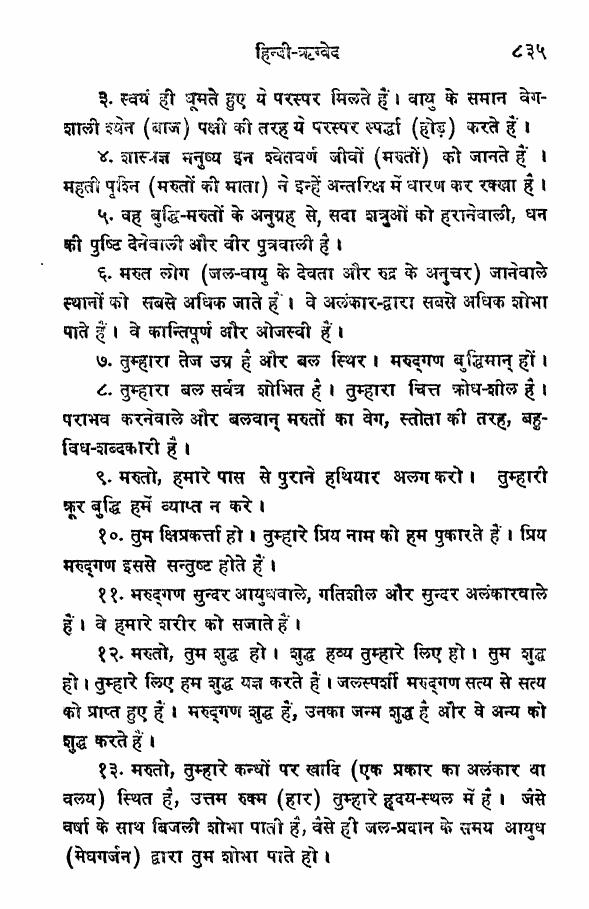 हिन्दी-ऋग्वेद ८३५
३. स्वयं ही घूमते हुए ये परस्पर मिलते हैं। वायु के समान वेग-
शाली श्येन (बाज) पक्षी की तरह ये परस्पर स्पर्द्धा (होड़) करते हैं।
४. शास्त्रज्ञ मनुष्य इन श्वेतवर्ण जीवों (मरुतों) को जानते हैं ।
महती पृश्नि (मरुतों की माता) ने इन्हें अन्तरिक्ष में धारण कर रक्खा है।
५. वह बुद्धि-मरुतों के अनुग्रह से, सदा शत्रुओं को हरानेवाली, धन
की पुष्टि देनेवाली और वीर पुत्रवाली है।
६. मरुत लोग (जल-वायु के देवता और रुद्र के अनुचर) जानेवाले
स्थानों को सबसे अधिक जाते हैं। वे अलंकार-द्वारा सबसे अधिक शोभा
पाते हैं। वे कान्तिपूर्ण और ओजस्वी हैं।
७. तुम्हारा तेज उग्र है और बल स्थिर। मरुद्गण बुद्धिमान् हों।
८. तुम्हारा बल सर्वत्र शोभित है। तुम्हारा चित्त क्रोध-शील है।
पराभव करनेवाले और बलवान् मरुतों का वेग, स्तोता की तरह, बहु-
विध-शब्दकारी है।
९. मरुतो, हमारे पास से पुराने हथियार अलग करो। तुम्हारी
क्रूर बुद्धि हमें व्याप्त न करे।
१०. तुम क्षिप्रकर्त्ता हो। तुम्हारे प्रिय नाम को हम पुकारते हैं। प्रिय
मरुद्गण इससे सन्तुष्ट होते हैं।
११. मरुद्गण सुन्दर आयुधवाले, गतिशील और सुन्दर अलंकारवाले
हैं। वे हमारे शरीर को सजाते हैं।
१२. मरुतो, तुम शुद्ध हो। शुद्ध हव्य तुम्हारे लिए हो। तुम शुद्ध
हो। तुम्हारे लिए हम शुद्ध यज्ञ करते हैं। जलस्पर्शी मरुद्गण सत्य से सत्य
को प्राप्त हुए हैं। मरुद्गण शुद्ध हैं, उनका जन्म शुद्ध है और वे अन्य को
शुद्ध करते हैं।
१३. मरुतो, तुम्हारे कन्धों पर खादि (एक प्रकार का अलंकार वा
वलय) स्थित है, उत्तम रुक्म (हार) तुम्हारे हृदय-स्थल में है। जैसे
वर्षा के साथ बिजली शोभा पाती है, वैसे ही जल-प्रदान के समय आयुध
(मेघगर्जन) द्वारा तुम शोभा पाते हो।